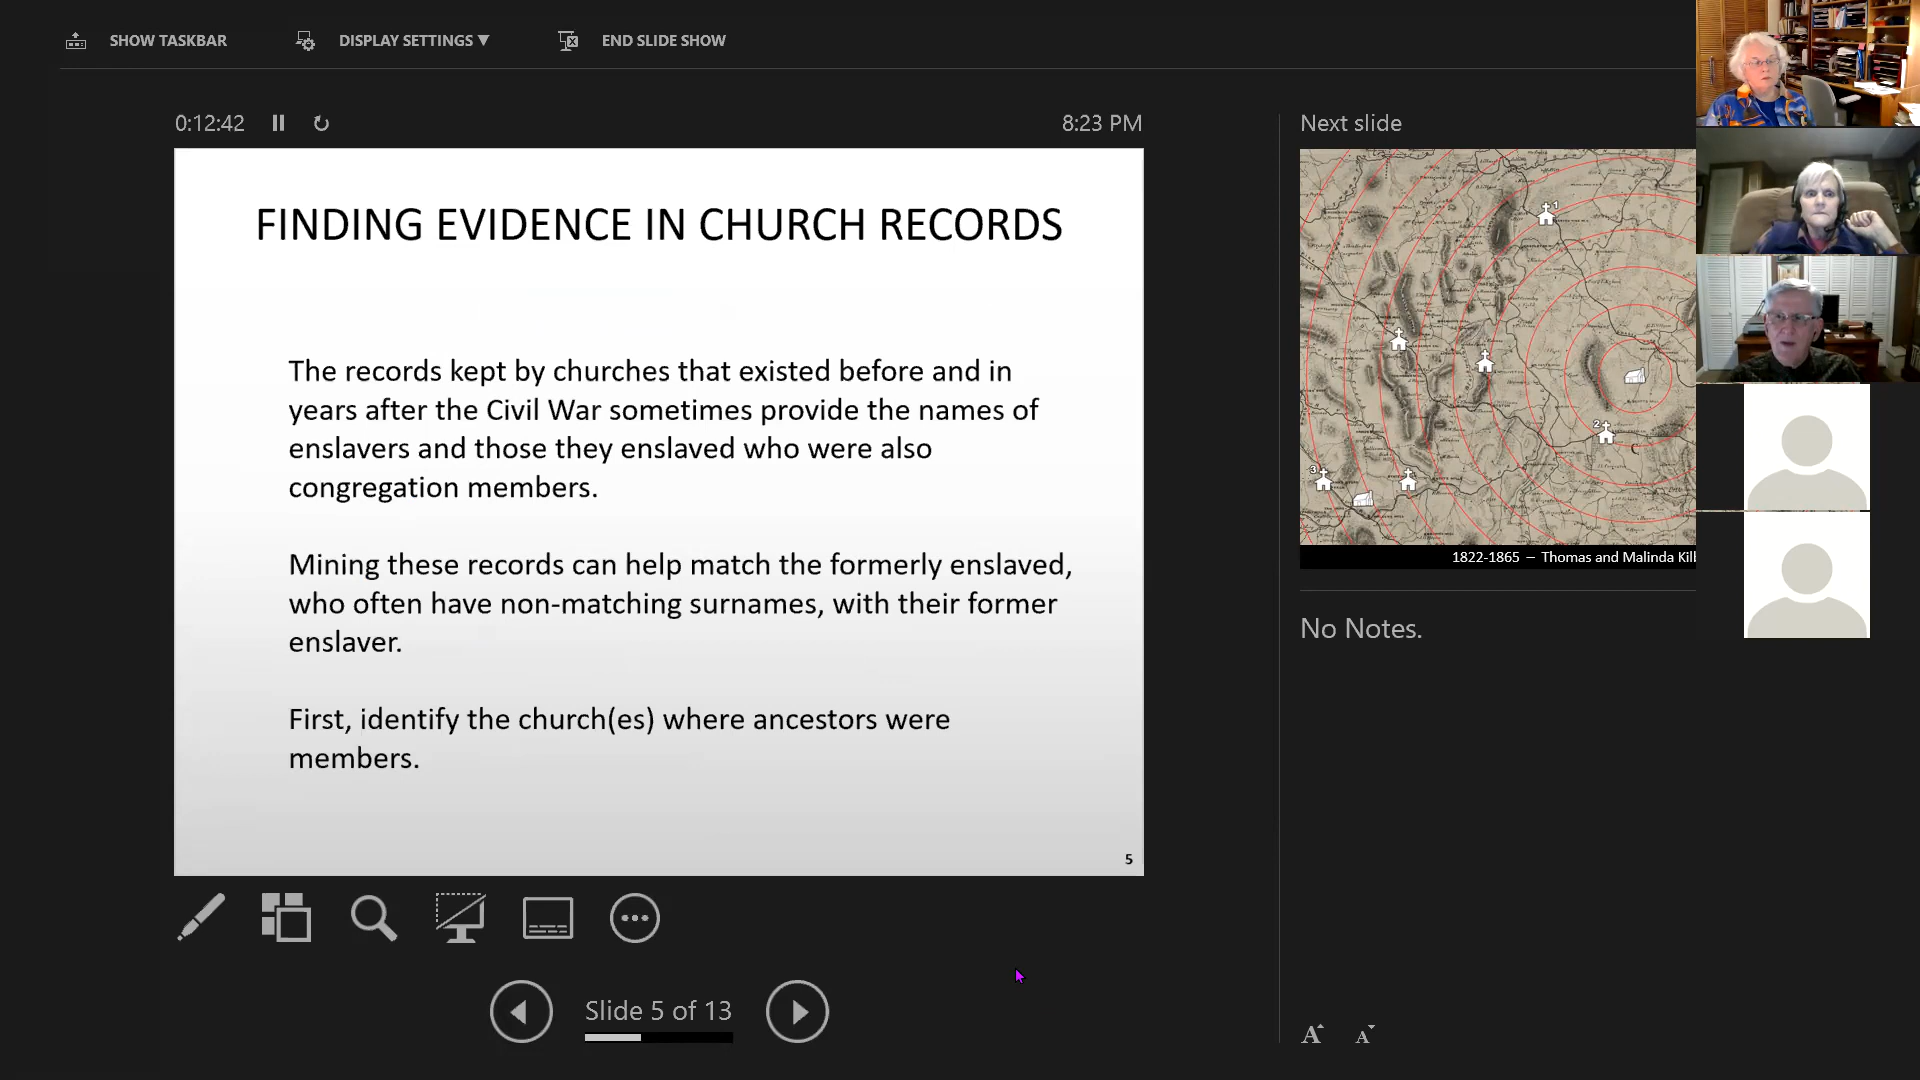 SHOW TASKBAR
DISPLAY SETTINGS ▼
END SLIDE SHOW
0:12:42
8:23 PM
FINDING EVIDENCE IN CHURCH RECORDS
The records kept by churches that existed before and in
years after the Civil War sometimes provide the names of
enslavers and those they enslaved who were also
congregation members.
Mining these records can help match the formerly enslaved,
who often have non-matching surnames, with their former
enslaver.
First, identify the church(es) where ancestors were
members.
5
Slide 5 of 13
Next slide
1
2
C
3
1822-1865 – Thomas and Malinda Kilb
No Notes.
A A